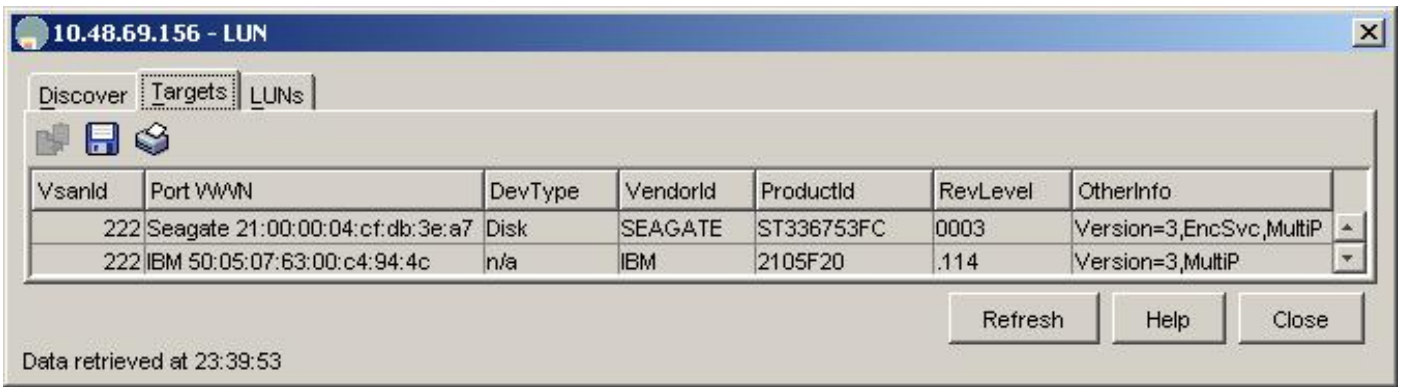 10.48.69.156 - LUN
Discover Targets LUNs
VsanId Port WWN DevType VendorId ProductId RevLevel OtherInfo
222 Seagate 21:00:00:04:cf:db:3e:a7 Disk SEAGATE ST336753FC 0003 Version=3,EncSvc,MultiP
222 IBM 50:05:07:63:00:c4:94:4c n/a IBM 2105F20 .114 Version=3,MultiP
Refresh Help Close
Data retrieved at 23:39:53